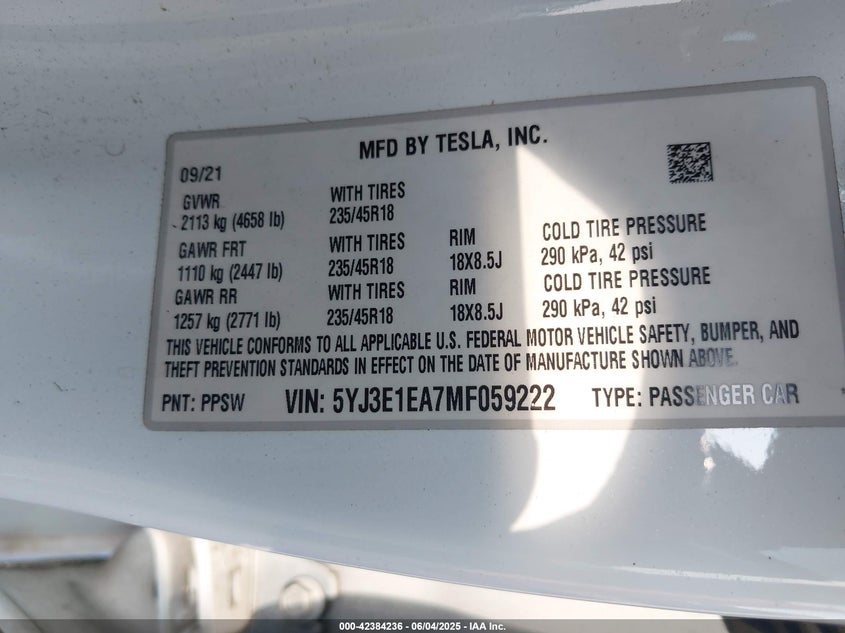 MFD BY TESLA, INC.
09/21
GVWR
2113 kg (4658 lb)
WITH TIRES
235/45R18
GAWR FRT
1110 kg (2447 lb)
WITH TIRES
235/45R18
RIM
18X8.5J
COLD TIRE PRESSURE
290 kPa, 42 psi
GAWR RR
1257 kg (2771 lb)
WITH TIRES
235/45R18
RIM
18X8.5J
COLD TIRE PRESSURE
290 kPa, 42 psi
THIS VEHICLE CONFORMS TO ALL APPLICABLE U.S. FEDERAL MOTOR VEHICLE SAFETY, BUMPER, AND
THEFT PREVENTION STANDARDS IN EFFECT ON THE DATE OF MANUFACTURE SHOWN ABOVE.
PNT: PPSW VIN: 5YJ3E1EA7MF059222 TYPE: PASSENGER CAR
000-42384236 - 06/04/2025 - IAA Inc.